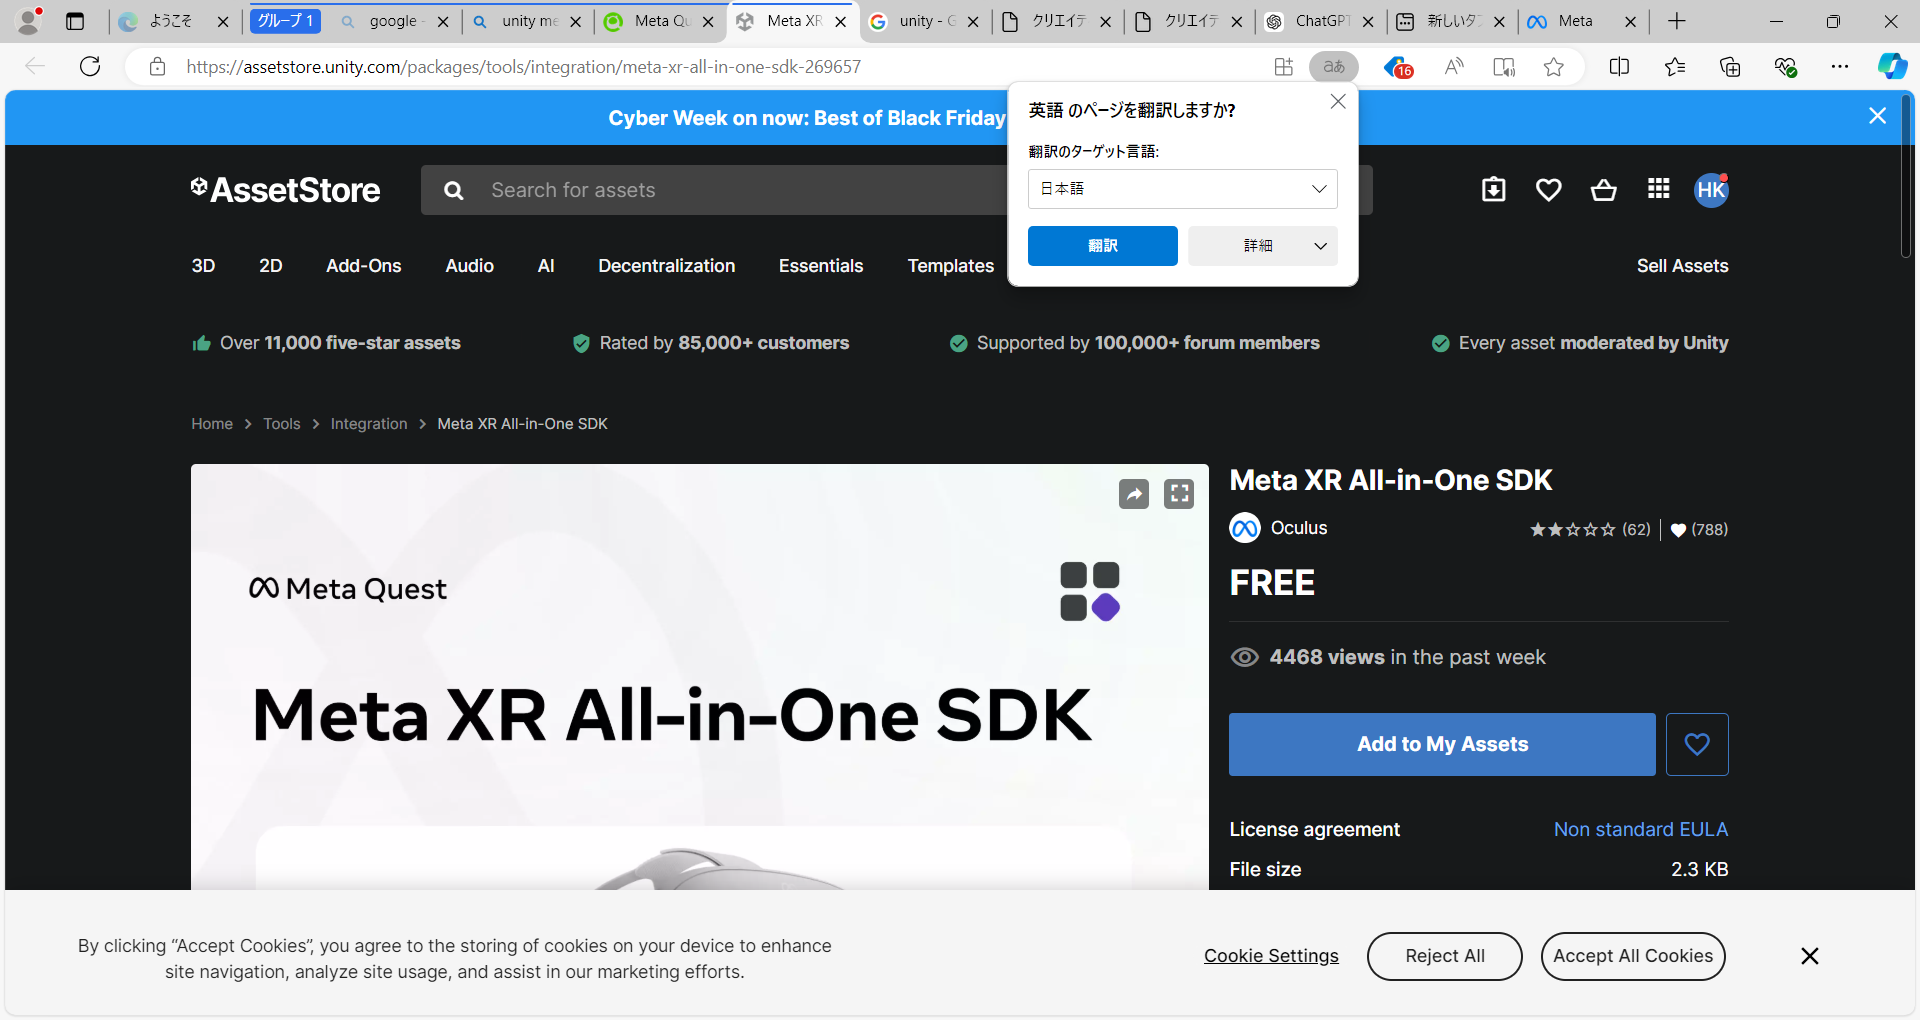 ようこそ
グループ 1
google -
unity me
Meta Qu
Meta XR
unity - G
クリエイテ
クリエイテ
ChatGPT
新しいタブ
Meta
https://assetstore.unity.com/packages/tools/integration/meta-xr-all-in-one-sdk-269657
aあ
16
英語 のページを翻訳しますか?
翻訳のターゲット言語:
日本語
翻訳
詳細
Cyber Week on now: Best of Black Friday
AssetStore
Search for assets
HK
3D
2D
Add-Ons
Audio
AI
Decentralization
Essentials
Templates
Sell Assets
Over 11,000 five-star assets
Rated by 85,000+ customers
Supported by 100,000+ forum members
Every asset moderated by Unity
Home > Tools > Integration > Meta XR All-in-One SDK
Meta Quest
Meta XR All-in-One SDK
Meta XR All-in-One SDK
Oculus
(62)
(788)
FREE
4468 views in the past week
Add to My Assets
License agreement
Non standard EULA
File size
2.3 KB
By clicking “Accept Cookies”, you agree to the storing of cookies on your device to enhance
site navigation, analyze site usage, and assist in our marketing efforts.
Cookie Settings
Reject All
Accept All Cookies